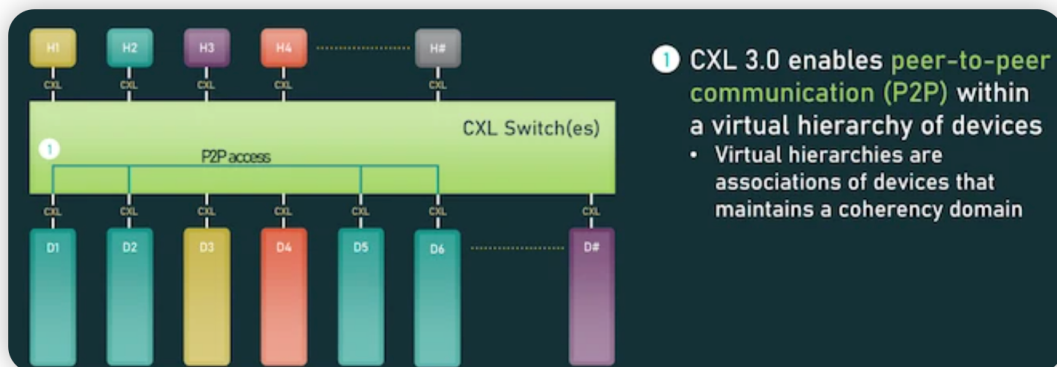 H1 H2 H3 H4 H#
CXL CXL CXL CXL CXL
CXL Switch(es)
1
P2P access
CXL CXL CXL CXL CXL CXL CXL
D1 D2 D3 D4 D5 D6 D#
1 CXL 3.0 enables peer-to-peer
communication (P2P) within
a virtual hierarchy of devices
• Virtual hierarchies are
associations of devices that
maintains a coherency domain